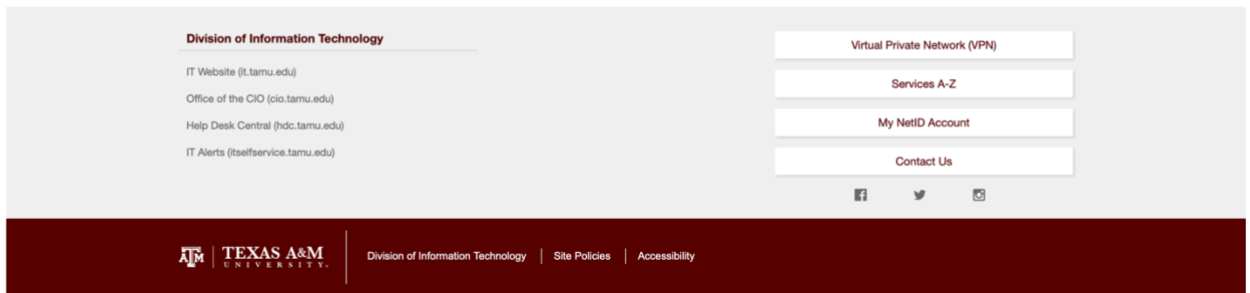 Division of Information Technology
IT Website (it.tamu.edu)
Office of the CIO (cio.tamu.edu)
Help Desk Central (hdc.tamu.edu)
IT Alerts (itselfservice.tamu.edu)
Virtual Private Network (VPN)
Services A-Z
My NetID Account
Contact Us
ATM TEXAS A&M
UNIVERSITY.
Division of Information Technology
Site Policies
Accessibility